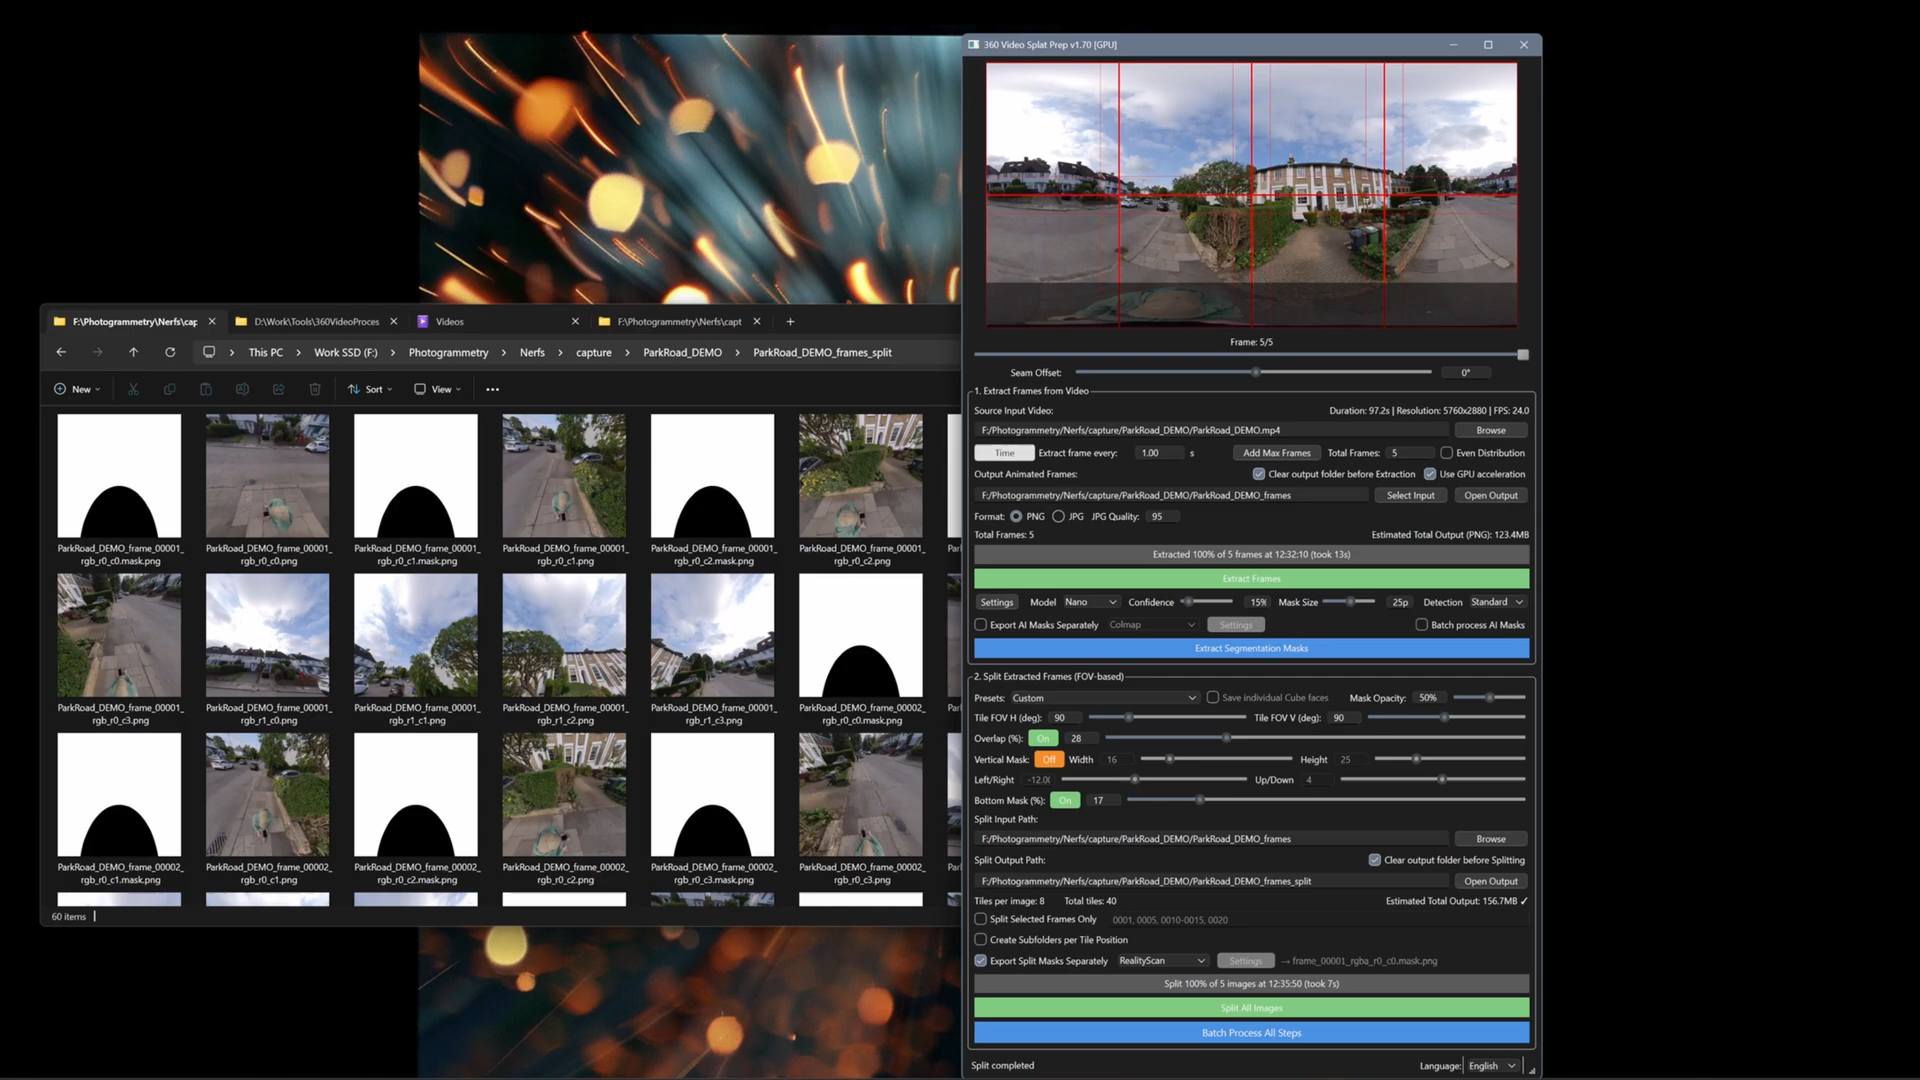 360 Video Splat Prep v1.70 [GPU]
Frame: 5/5
Seam Offset: 0°
1. Extract Frames from Video
Source Input Video: Duration: 97.2s | Resolution: 5760x2880 | FPS: 24.0
F:/Photogrammetry/Nerfs/capture/ParkRoad_DEMO/ParkRoad_DEMO.mp4 Browse
Time Extract frame every: 1.00 s Add Max Frames Total Frames: 5 Even Distribution
Output Animated Frames: Clear output folder before Extraction Use GPU acceleration
F:/Photogrammetry/Nerfs/capture/ParkRoad_DEMO/ParkRoad_DEMO_frames Select Input Open Output
Format: PNG JPG JPG Quality: 95
Total Frames: 5 Estimated Total Output (PNG): 123.4MB
Extracted 100% of 5 frames at 12:32:10 (took 13s)
Extract Frames
Settings Model Nano Confidence 15% Mask Size 25p Detection Standard
Export AI Masks Separately Colmap Settings Batch process AI Masks
Extract Segmentation Masks
2. Split Extracted Frames (FOV-based)
Presets: Custom Save individual Cube faces Mask Opacity: 50%
Tile FOV H (deg): 90 Tile FOV V (deg): 90
Overlap (%): On 28
Vertical Mask: Off Width 16 Height 25
Left/Right -12.0( Up/Down 4
Bottom Mask (%): On 17
Split Input Path:
F:/Photogrammetry/Nerfs/capture/ParkRoad_DEMO/ParkRoad_DEMO_frames Browse
Split Output Path: Clear output folder before Splitting
F:/Photogrammetry/Nerfs/capture/ParkRoad_DEMO/ParkRoad_DEMO_frames_split Open Output
Tiles per image: 8 Total tiles: 40 Estimated Total Output: 156.7MB ✓
Split Selected Frames Only 0001, 0005, 0010-0015, 0020
Create Subfolders per Tile Position
Export Split Masks Separately RealityScan Settings → frame_00001_rgba_r0_c0.mask.png
Split 100% of 5 images at 12:35:50 (took 7s)
Split All Images
Batch Process All Steps
Split completed Language: English
F:\Photogrammetry\Nerfs\cap D:\Work\Tools\360VideoProces Videos F:\Photogrammetry\Nerfs\capt
This PC > Work SSD (F:) > Photogrammetry > Nerfs > capture > ParkRoad_DEMO > ParkRoad_DEMO_frames_split
New Sort View
ParkRoad_DEMO_frame_00001_ ParkRoad_DEMO_frame_00001_ ParkRoad_DEMO_frame_00001_ ParkRoad_DEMO_frame_00001_ ParkRoad_DEMO_frame_00001_ ParkRoad_DEMO_frame_00001_
rgb_r0_c0.mask.png rgb_r0_c0.png rgb_r0_c1.mask.png rgb_r0_c1.png rgb_r0_c2.mask.png rgb_r0_c2.png
ParkRoad_DEMO_frame_00001_ ParkRoad_DEMO_frame_00001_ ParkRoad_DEMO_frame_00001_ ParkRoad_DEMO_frame_00001_ ParkRoad_DEMO_frame_00001_ ParkRoad_DEMO_frame_00002_
rgb_r0_c3.png rgb_r1_c0.png rgb_r1_c1.png rgb_r1_c2.png rgb_r1_c3.png rgb_r0_c0.mask.png
ParkRoad_DEMO_frame_00002_ ParkRoad_DEMO_frame_00002_ ParkRoad_DEMO_frame_00002_ ParkRoad_DEMO_frame_00002_ ParkRoad_DEMO_frame_00002_ ParkRoad_DEMO_frame_00002_
rgb_r0_c1.mask.png rgb_r0_c1.png rgb_r0_c2.mask.png rgb_r0_c2.png rgb_r0_c3.mask.png rgb_r0_c3.png
60 items